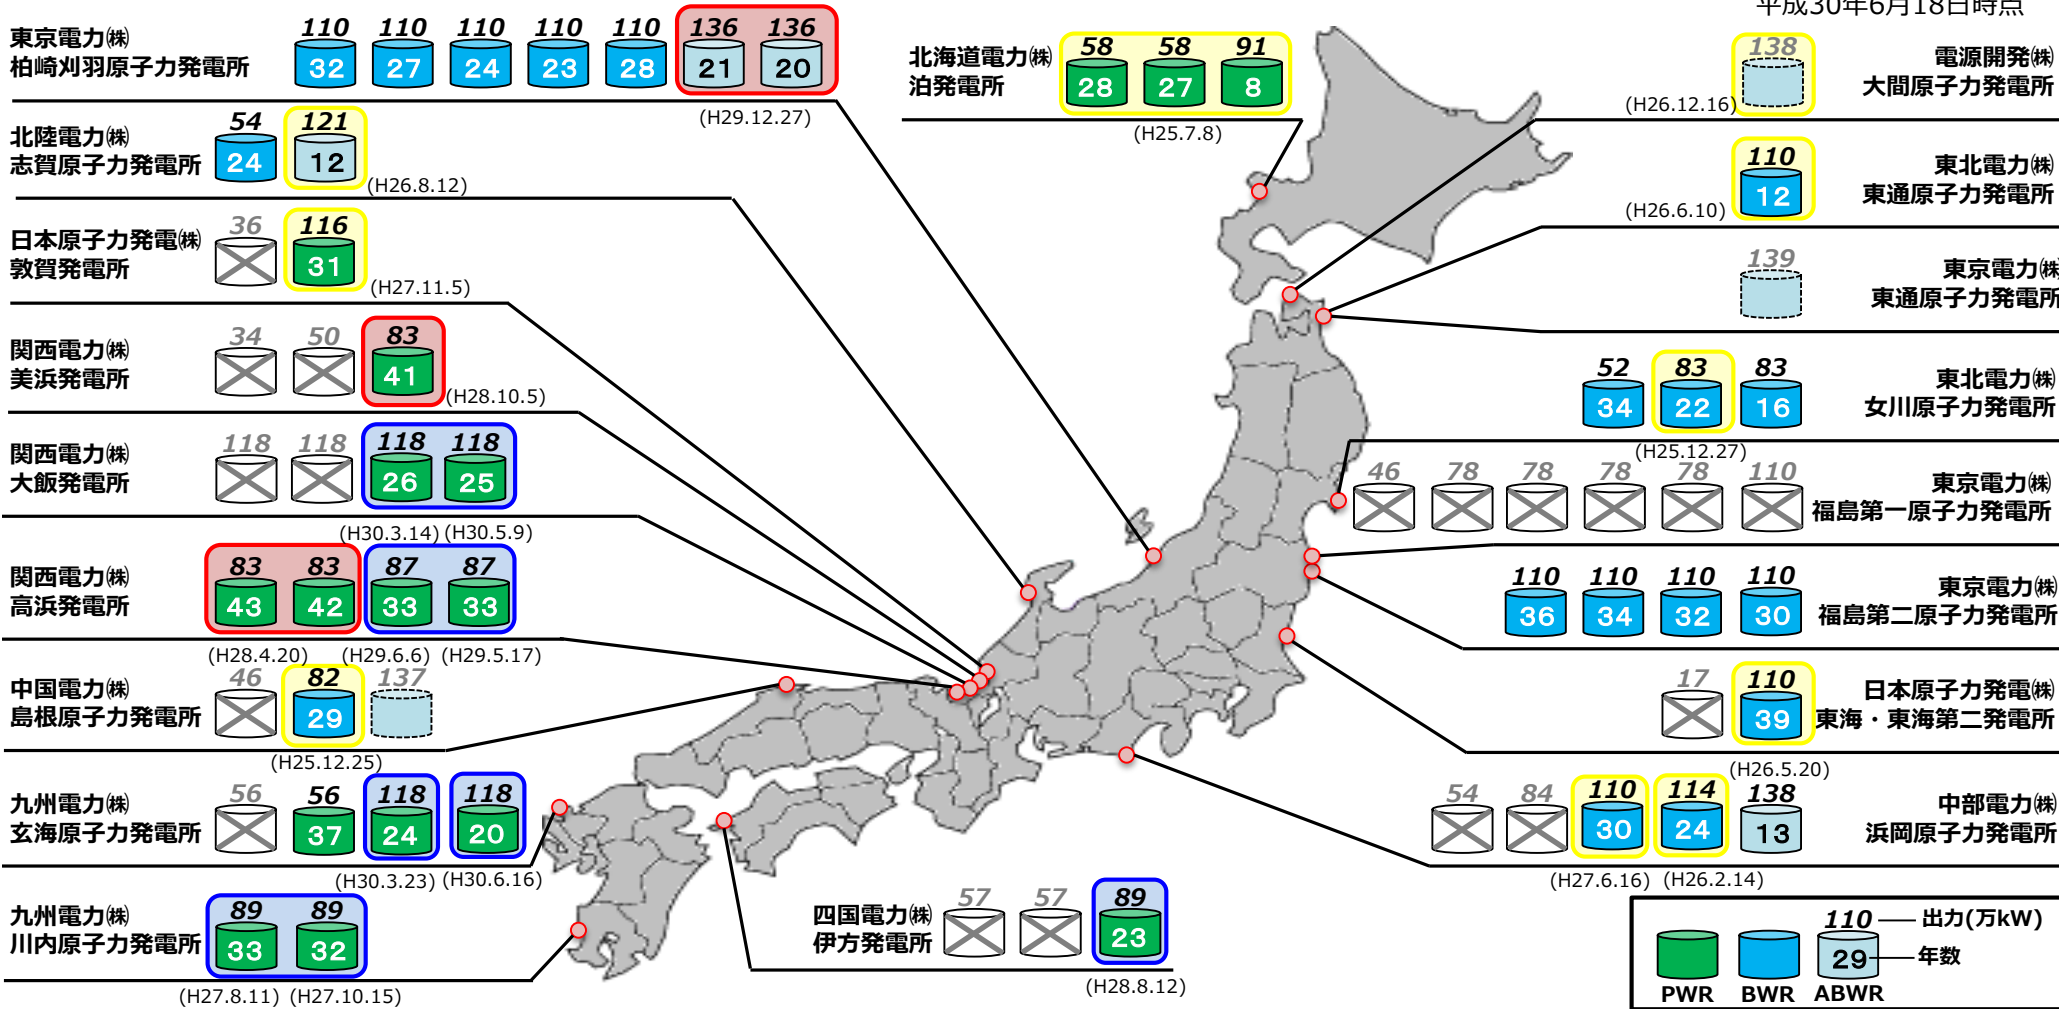 平成30年6月18日時点
東京電力㈱
柏崎刈羽原子力発電所
110 110 110 110 110 136 136
32 27 24 23 28 21 20
(H29.12.27)
北陸電力㈱
志賀原子力発電所
54 121
24 12
(H26.8.12)
日本原子力発電㈱
敦賀発電所
36 116
31
(H27.11.5)
関西電力㈱
美浜発電所
34 50 83
41
(H28.10.5)
関西電力㈱
大飯発電所
118 118 118 118
26 25
(H30.3.14) (H30.5.9)
関西電力㈱
高浜発電所
83 83 87 87
43 42 33 33
(H28.4.20) (H29.6.6) (H29.5.17)
中国電力㈱
島根原子力発電所
46 82 137
29
(H25.12.25)
九州電力㈱
玄海原子力発電所
56 56 118 118
37 24 20
(H30.3.23) (H30.6.16)
九州電力㈱
川内原子力発電所
89 89
33 32
(H27.8.11) (H27.10.15)
四国電力㈱
伊方発電所
57 57 89
23
(H28.8.12)
北海道電力㈱
泊発電所
58 58 91
28 27 8
(H25.7.8)
138
電源開発㈱
大間原子力発電所
(H26.12.16)
110
12
東北電力㈱
東通原子力発電所
(H26.6.10)
139
東京電力㈱
東通原子力発電所
52 83 83
34 22 16
東北電力㈱
女川原子力発電所
(H25.12.27)
46 78 78 78 78 110
東京電力㈱
福島第一原子力発電所
110 110 110 110
36 34 32 30
東京電力㈱
福島第二原子力発電所
17 110
39
日本原子力発電㈱
東海・東海第二発電所
(H26.5.20)
54 84 110 114 138
30 24 13
中部電力㈱
浜岡原子力発電所
(H27.6.16) (H26.2.14)
110 出力(万kW)
29 年数
PWR BWR ABWR